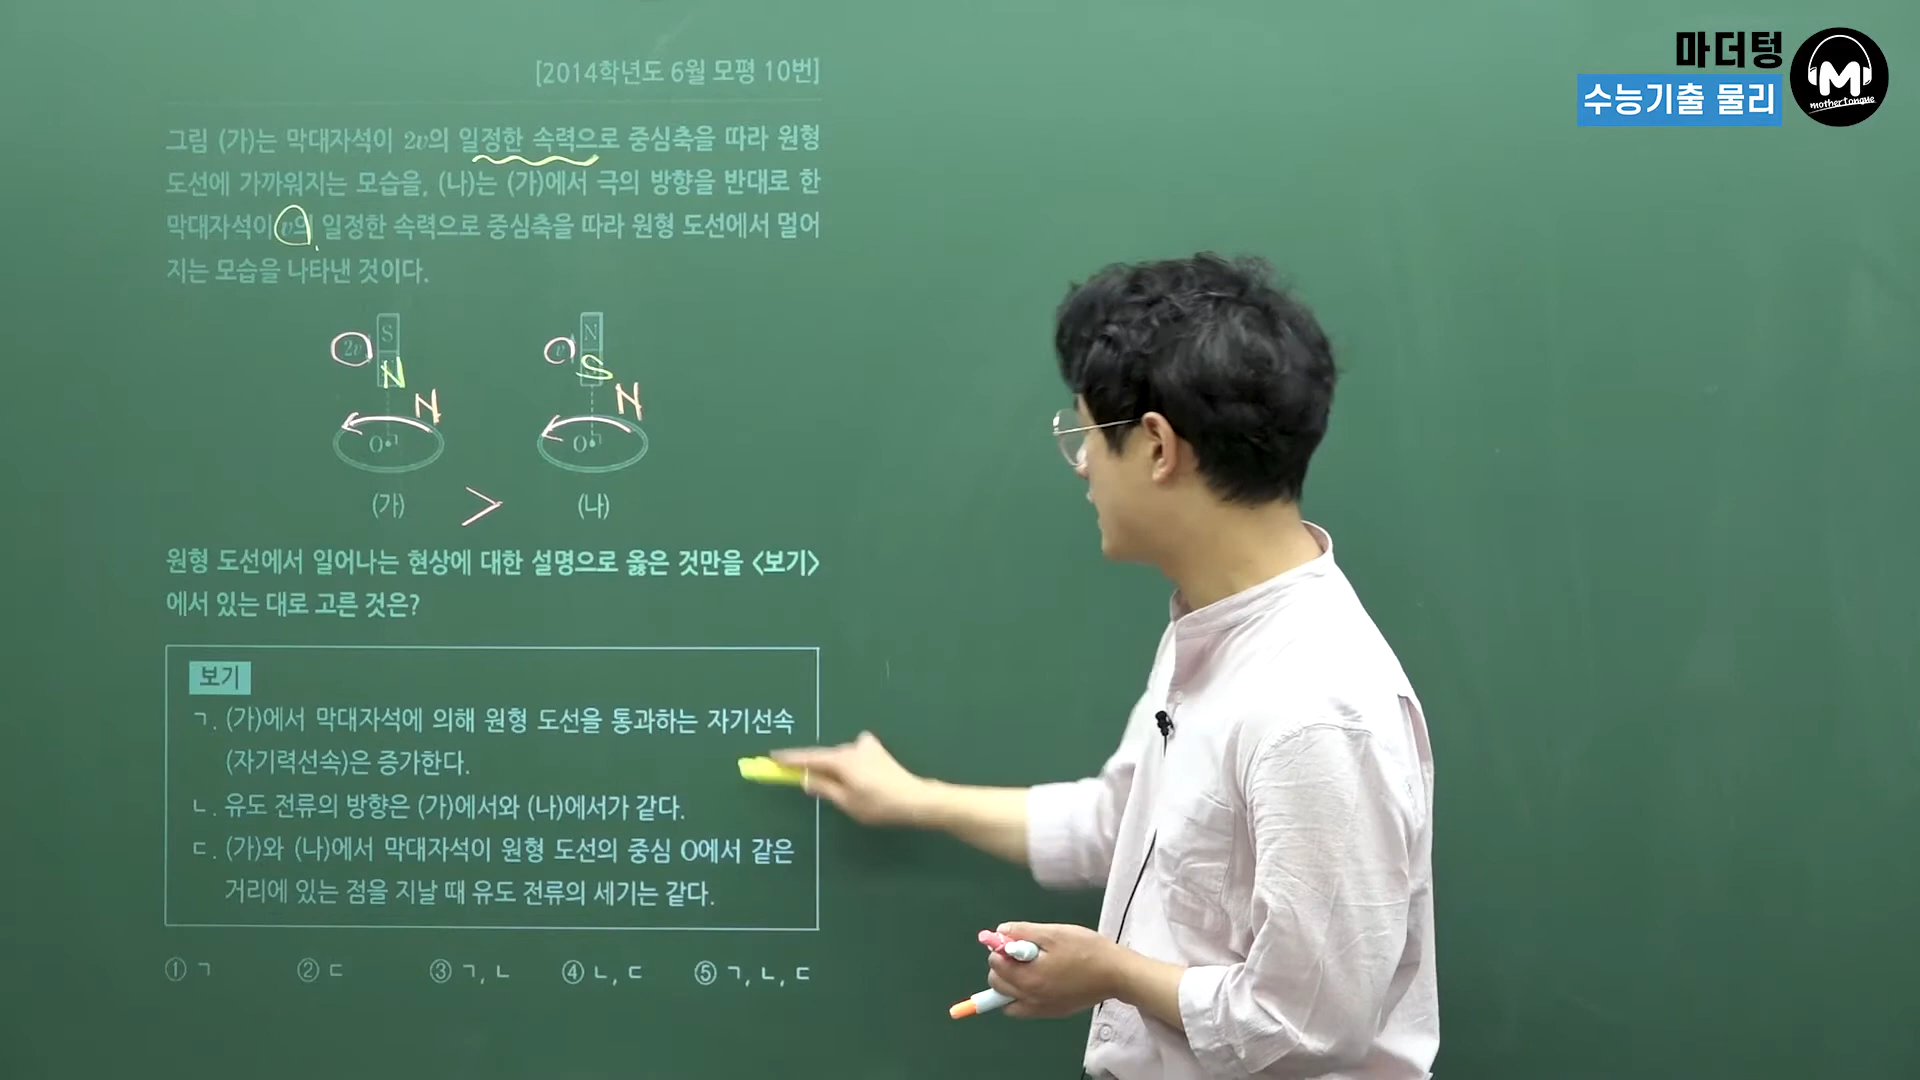 마더텅
수능기출 물리
M
mothertongue
[2014학년도 6월 모평 10번]
그림 (가)는 막대자석이 2v의 일정한 속력으로 중심축을 따라 원형
도선에 가까워지는 모습을, (나)는 (가)에서 극의 방향을 반대로 한
막대자석이 v의 일정한 속력으로 중심축을 따라 원형 도선에서 멀어
지는 모습을 나타낸 것이다.
S N
2v v
N S
N N
O O
(가) > (나)
원형 도선에서 일어나는 현상에 대한 설명으로 옳은 것만을 <보기>
에서 있는 대로 고른 것은?
보기
ㄱ. (가)에서 막대자석에 의해 원형 도선을 통과하는 자기선속
(자기력선속)은 증가한다.
ㄴ. 유도 전류의 방향은 (가)에서와 (나)에서가 같다.
ㄷ. (가)와 (나)에서 막대자석이 원형 도선의 중심 O에서 같은
거리에 있는 점을 지날 때 유도 전류의 세기는 같다.
① ㄱ ② ㄷ ③ ㄱ, ㄴ ④ ㄴ, ㄷ ⑤ ㄱ, ㄴ, ㄷ